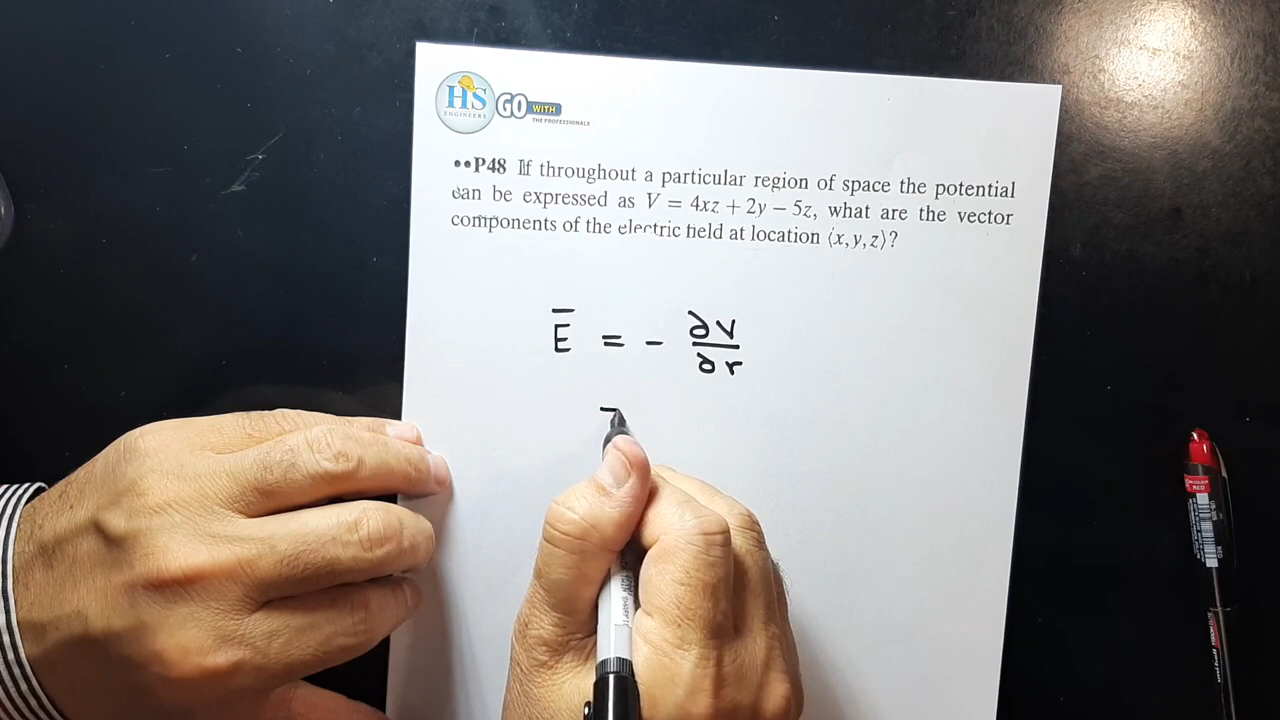 HS
ENGINEERS
GO WITH
THE PROFESSIONALS
••P48 If throughout a particular region of space the potential
can be expressed as V = 4xz + 2y − 5z, what are the vector
components of the electric field at location ⟨x, y, z⟩?
E̅ = - ∂V/∂r
RED